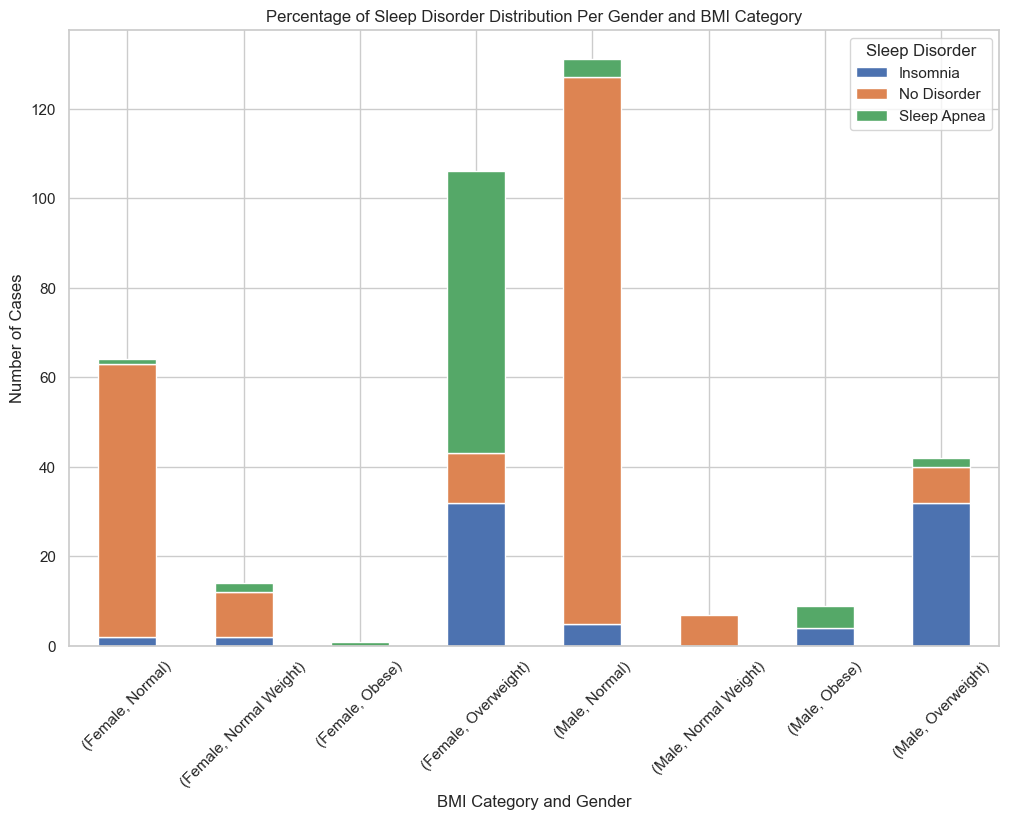 Percentage of Sleep Disorder Distribution Per Gender and BMI Category
Sleep Disorder
Insomnia
No Disorder
Sleep Apnea
Number of Cases
120
100
80
60
40
20
0
(Female, Normal)
(Female, Normal Weight)
(Female, Obese)
(Female, Overweight)
(Male, Normal)
(Male, Normal Weight)
(Male, Obese)
(Male, Overweight)
BMI Category and Gender